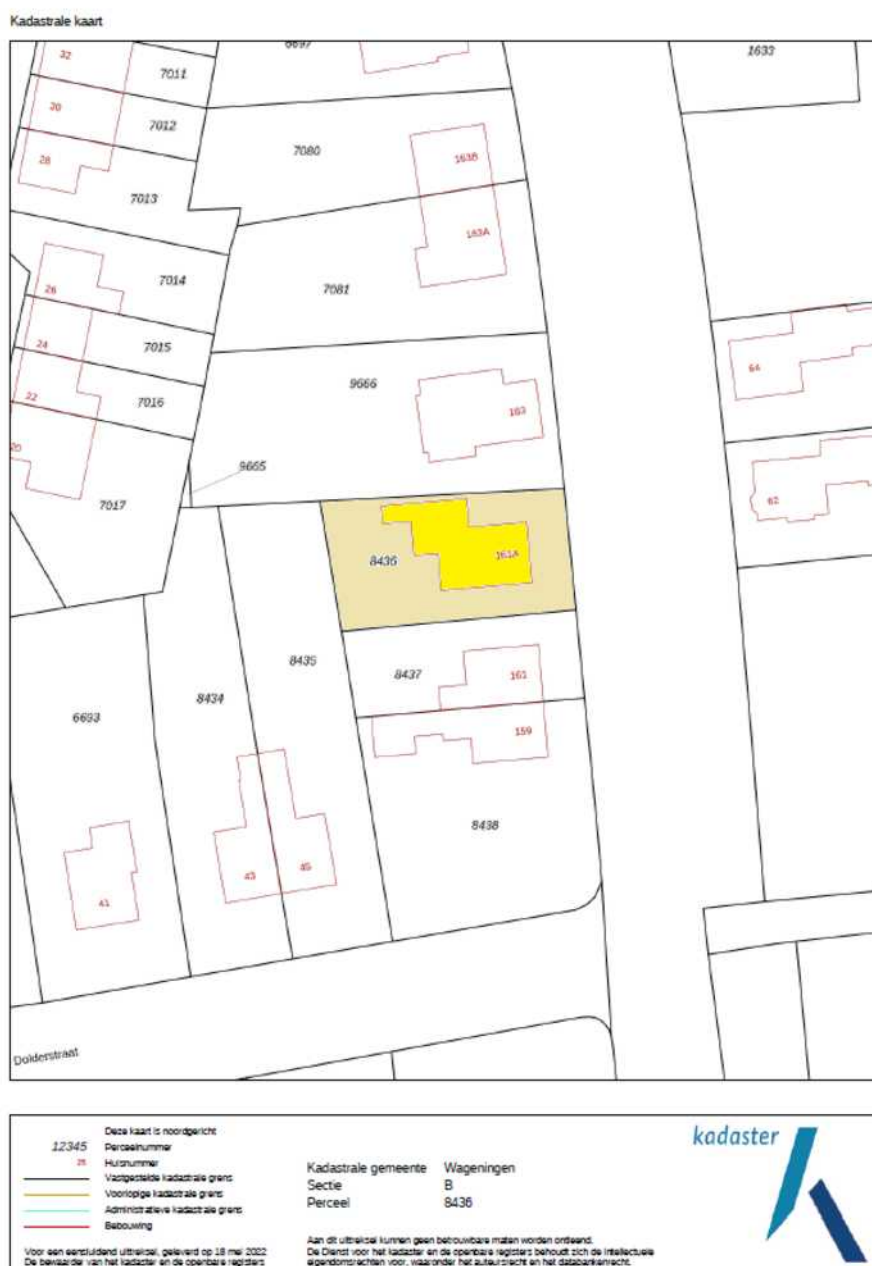 Kadastrale kaart
6697
1633
32
7011
30
7012
28
7080
163B
7013
163A
26
7014
7081
24
7015
22
7016
9666
64
163
20
9665
7017
62
8436
161A
8435
8437
161
8434
6693
159
8438
43
45
41
Dolderstraat
Deze kaart is noordgericht
12345 Perceelnummer
25 Huisnummer
Vastgestelde kadastrale grens
Voorlopige kadastrale grens
Administratieve kadastrale grens
Bebouwing
Voor een eensluidend uittreksel, geleverd op 18 mei 2022
De bewaarder van het kadaster en de openbare registers
Kadastrale gemeente Wageningen
Sectie B
Perceel 8436
Aan dit uittreksel kunnen geen betrouwbare maten worden ontleend.
De Dienst voor het kadaster en de openbare registers behoudt zich de intellectuele
eigendomsrechten voor, waaronder het auteursrecht en het databankenrecht.
kadaster